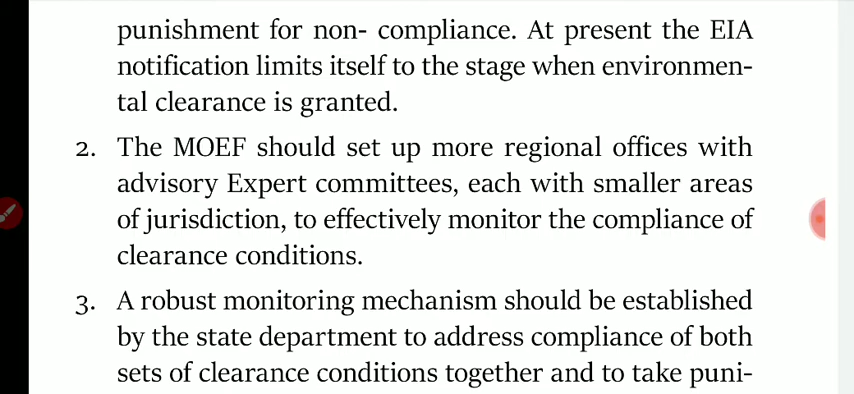 punishment for non- compliance. At present the EIA
notification limits itself to the stage when environmen-
tal clearance is granted.
2. The MOEF should set up more regional offices with
advisory Expert committees, each with smaller areas
of jurisdiction, to effectively monitor the compliance of
clearance conditions.
3. A robust monitoring mechanism should be established
by the state department to address compliance of both
sets of clearance conditions together and to take puni-